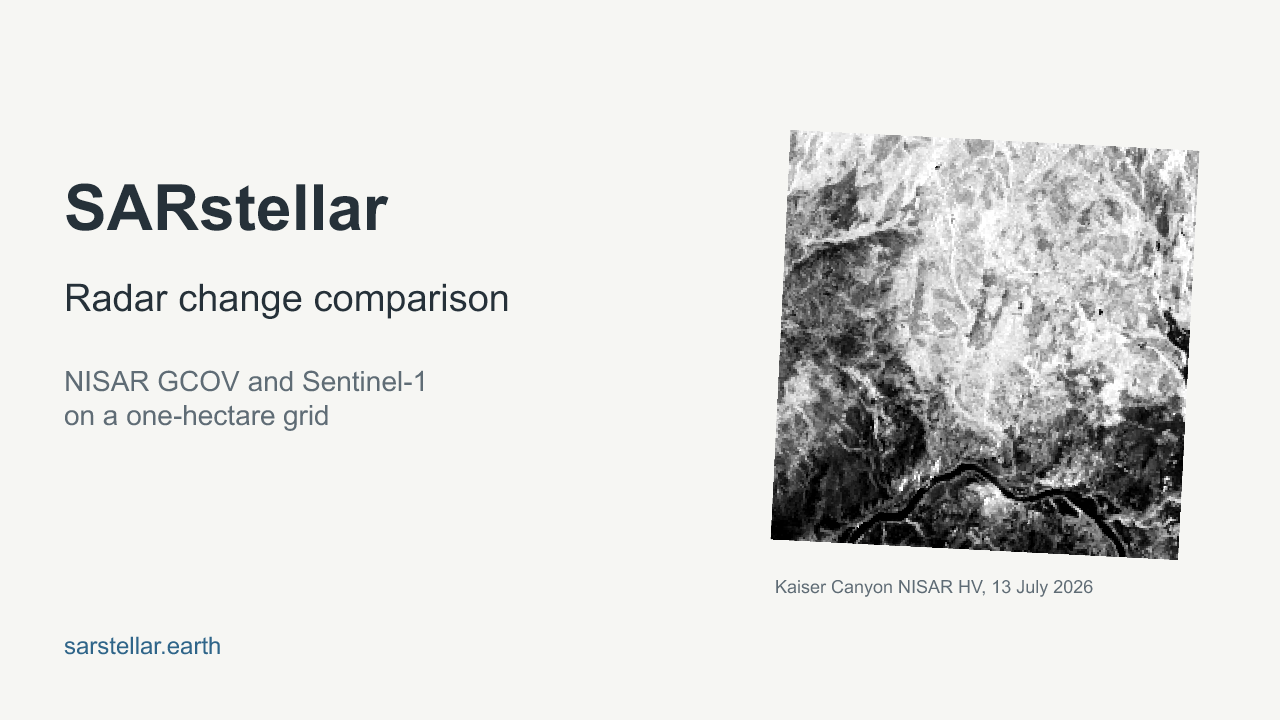 SARstellar
Radar change comparison
NISAR GCOV and Sentinel-1
on a one-hectare grid
Kaiser Canyon NISAR HV, 13 July 2026
sarstellar.earth